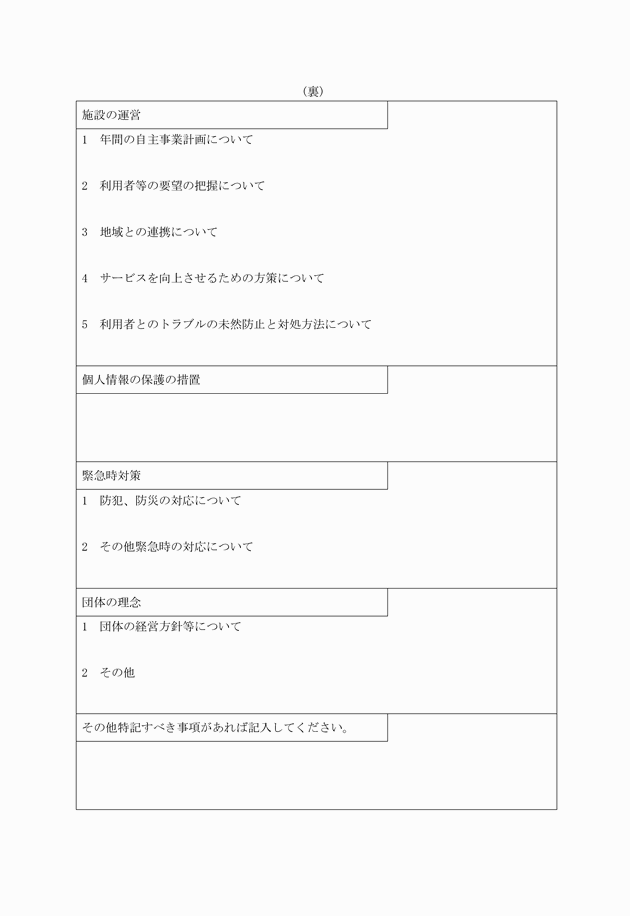 （裏）
施設の運営
1　年間の自主事業計画について
2　利用者等の要望の把握について
3　地域との連携について
4　サービスを向上させるための方策について
5　利用者とのトラブルの未然防止と対処方法について
個人情報の保護の措置
緊急時対策
1　防犯、防災の対応について
2　その他緊急時の対応について
団体の理念
1　団体の経営方針等について
2　その他
その他特記すべき事項があれば記入してください。